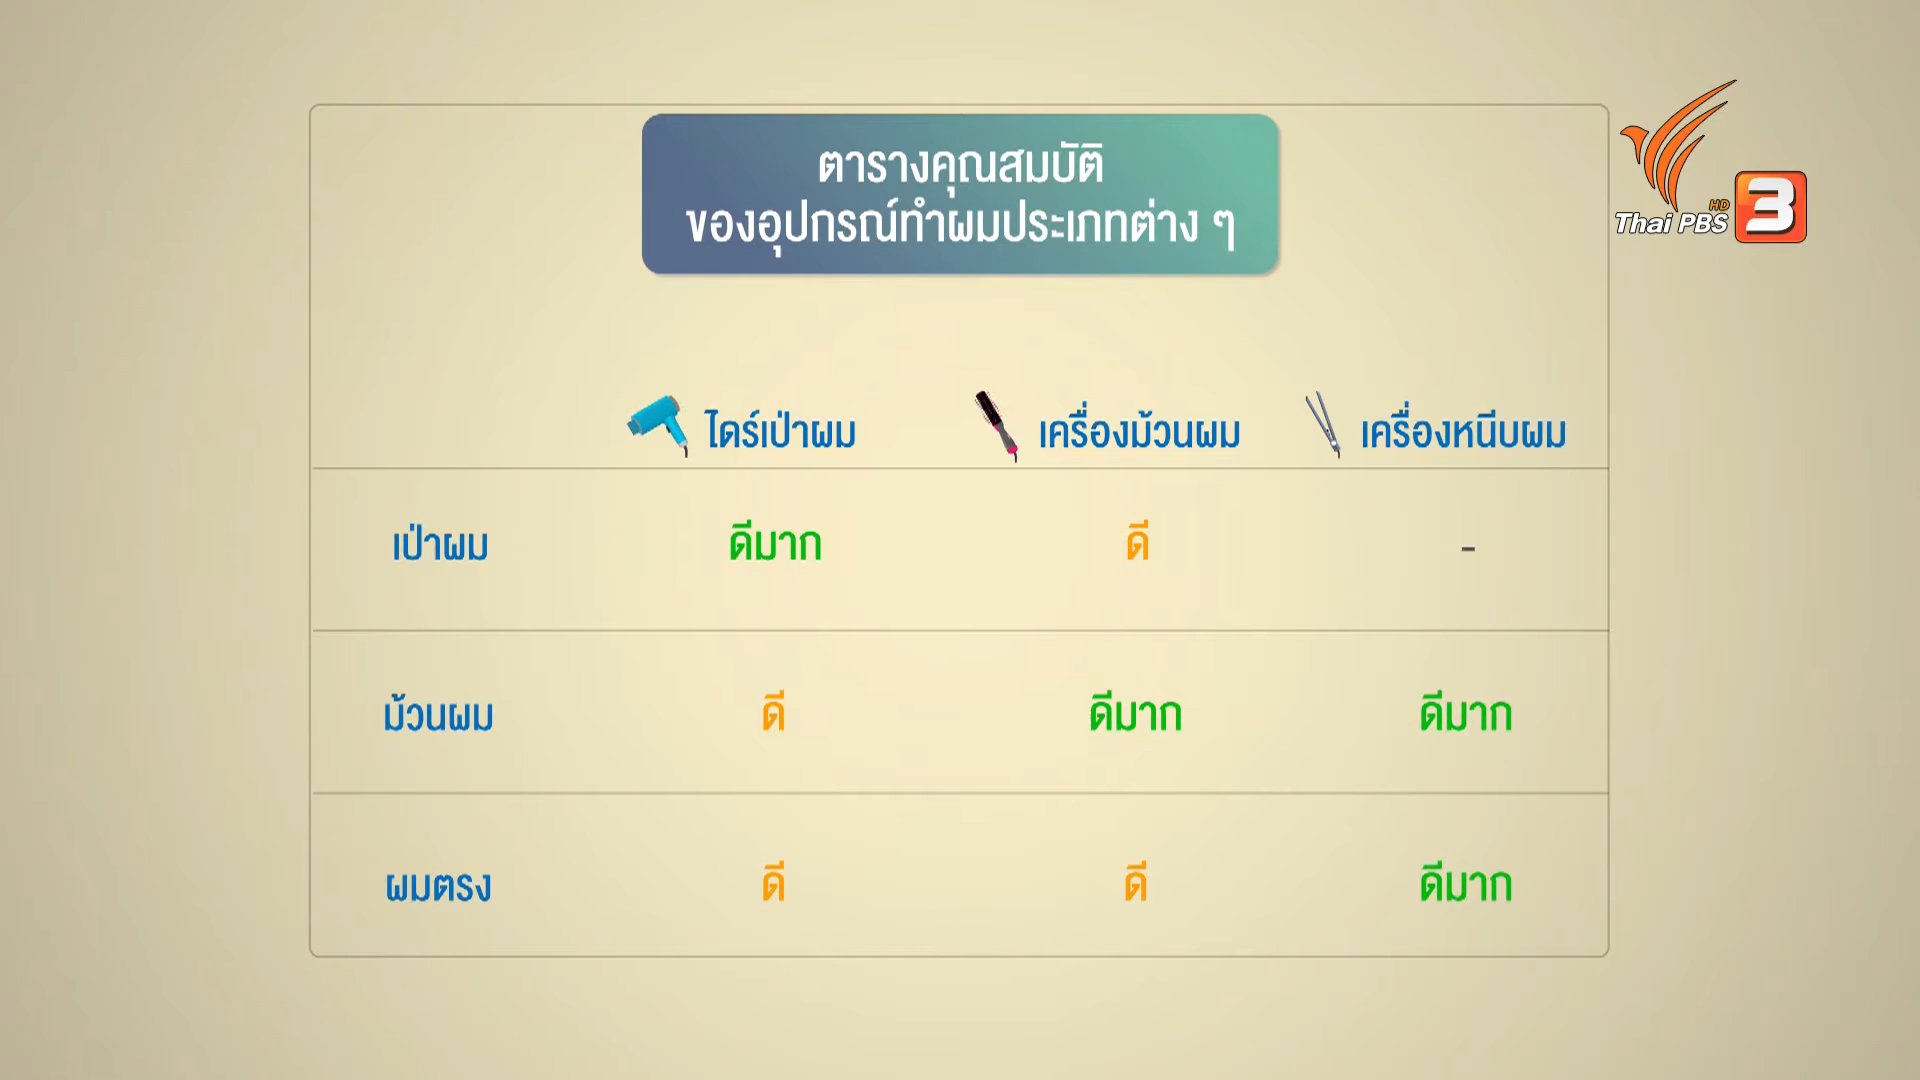 ตารางคุณสมบัติ
ของอุปกรณ์ทำผมประเภทต่าง ๆ
HD
Thai PBS 3
ไดร์เป่าผม เครื่องม้วนผม เครื่องหนีบผม
เป่าผม ดีมาก ดี -
ม้วนผม ดี ดีมาก ดีมาก
ผมตรง ดี ดี ดีมาก